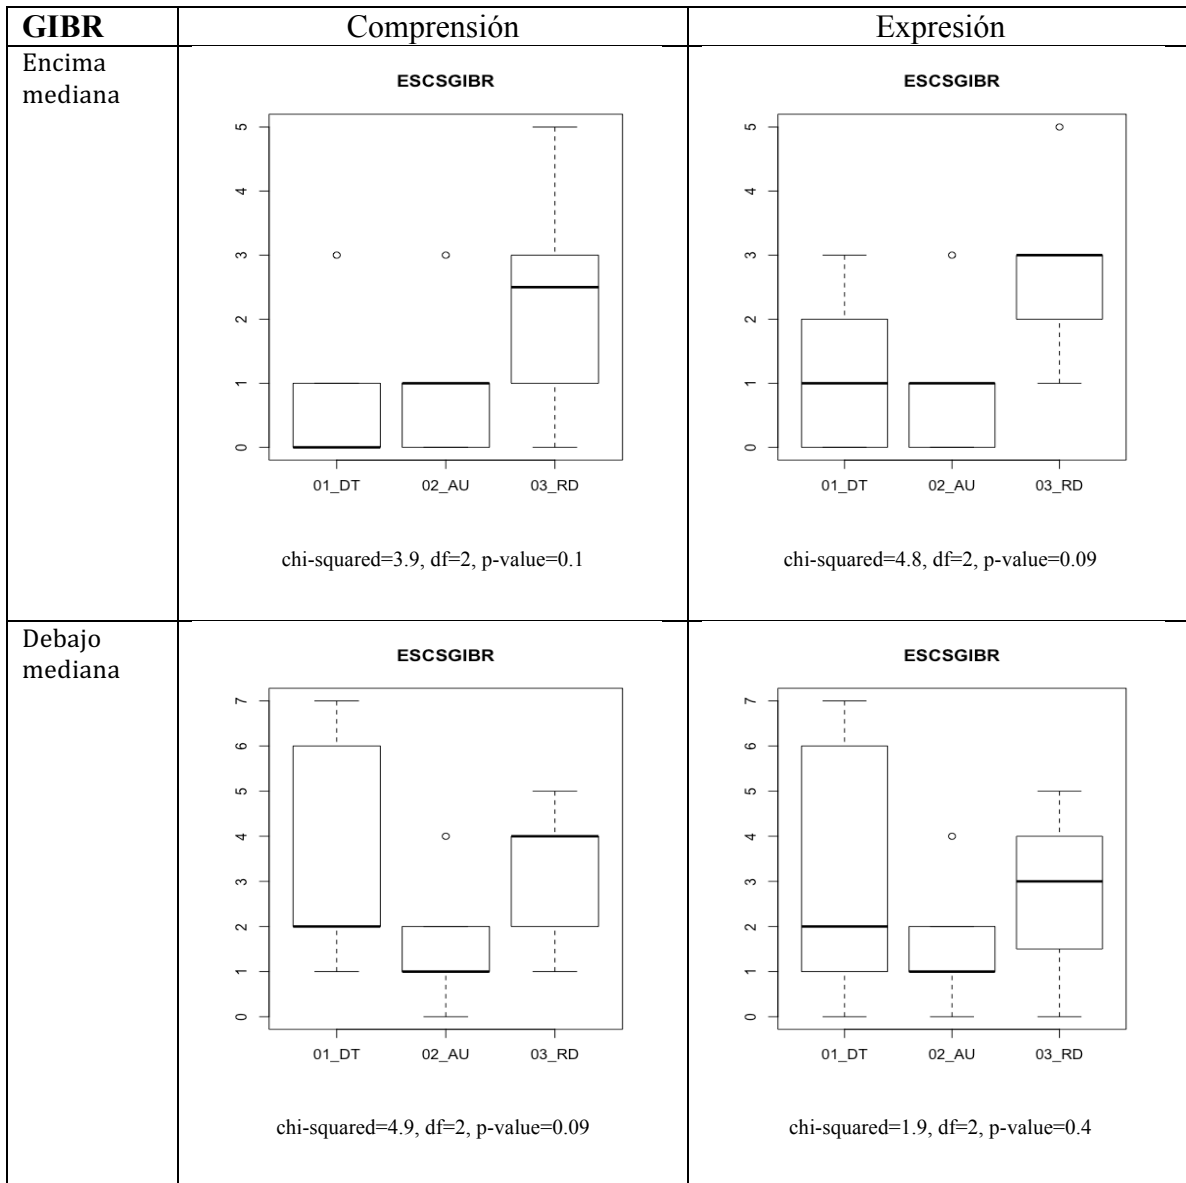 GIBR Comprensión Expresión
Encima
mediana
ESCSGIBR
5
4
3
2
1
0
01_DT 02_AU 03_RD
chi-squared=3.9, df=2, p-value=0.1
ESCSGIBR
5
4
3
2
1
0
01_DT 02_AU 03_RD
chi-squared=4.8, df=2, p-value=0.09
Debajo
mediana
ESCSGIBR
7
6
5
4
3
2
1
0
01_DT 02_AU 03_RD
chi-squared=4.9, df=2, p-value=0.09
ESCSGIBR
7
6
5
4
3
2
1
0
01_DT 02_AU 03_RD
chi-squared=1.9, df=2, p-value=0.4